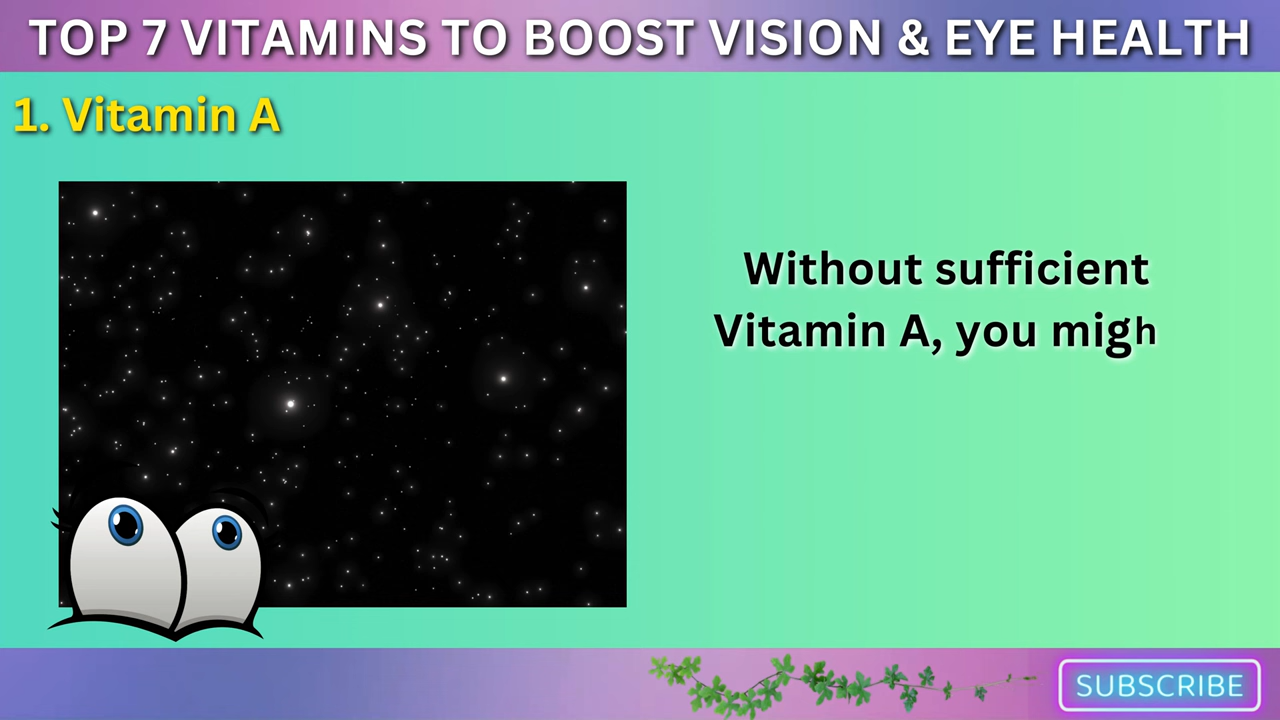 TOP 7 VITAMINS TO BOOST VISION & EYE HEALTH
1. Vitamin A
Without sufficient
Vitamin A, you migh
SUBSCRIBE